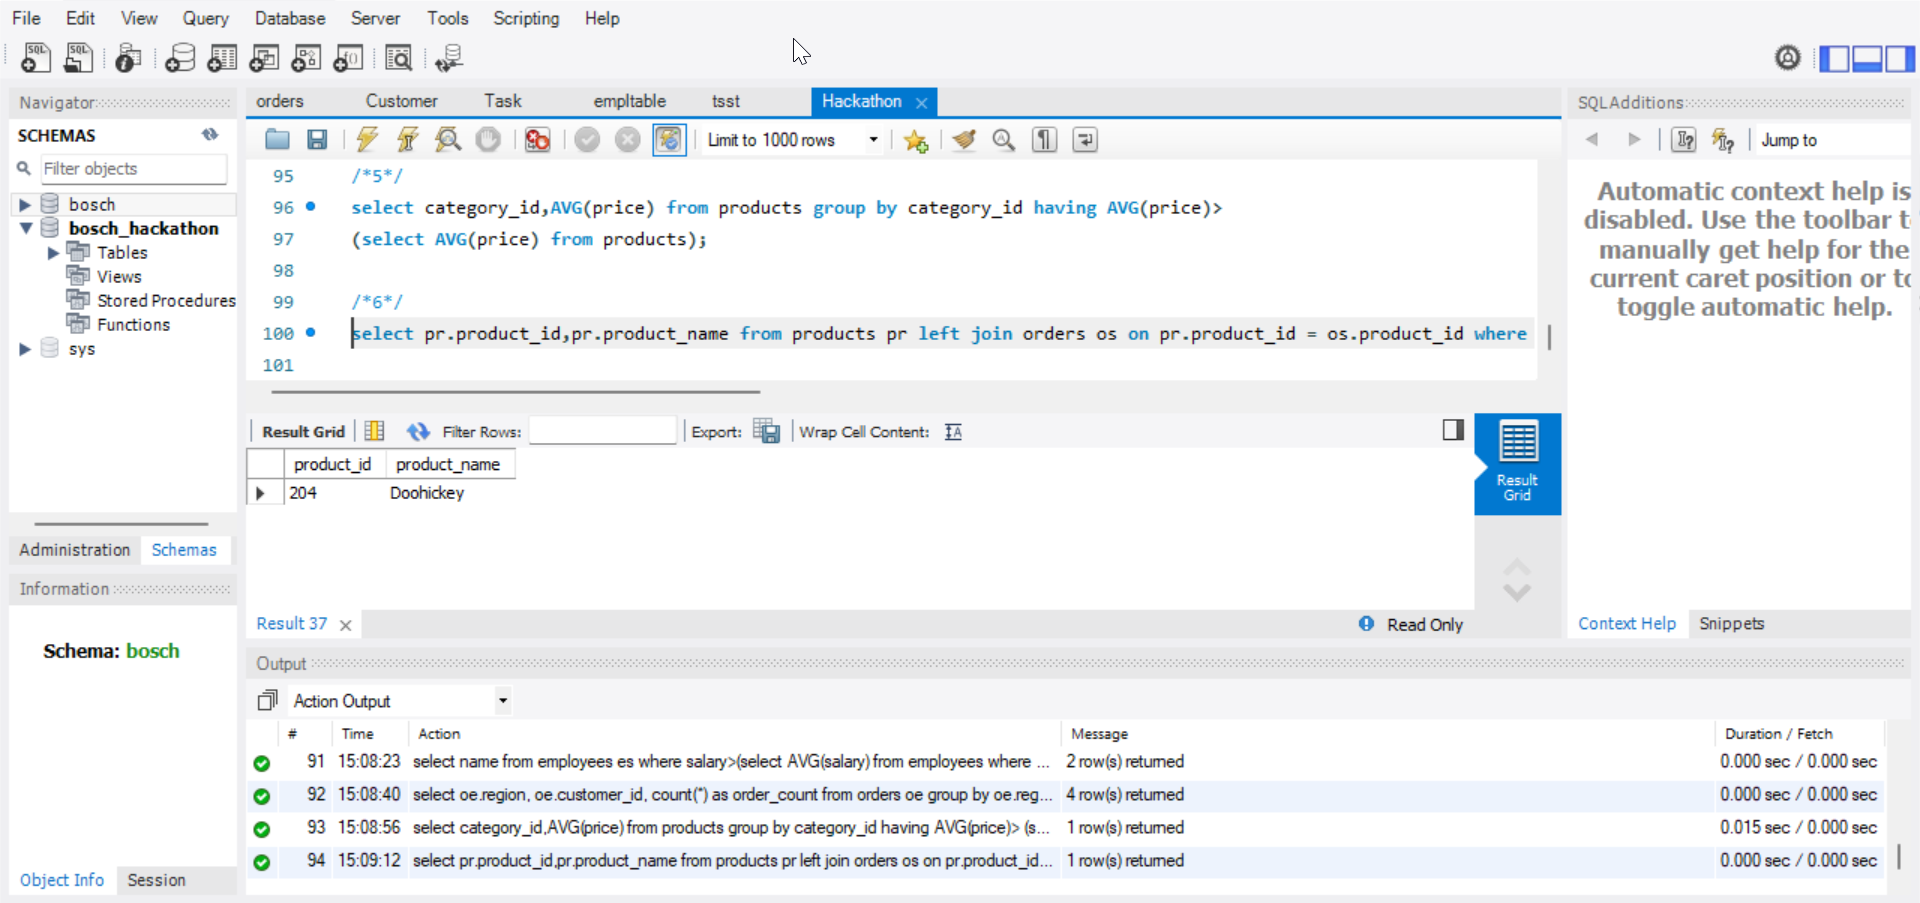 File Edit View Query Database Server Tools Scripting Help
Navigator
SCHEMAS
Filter objects
bosch
bosch_hackathon
Tables
Views
Stored Procedures
Functions
sys
Administration Schemas
Information
Schema: bosch
Object Info Session
orders Customer Task empltable tsst Hackathon
Limit to 1000 rows
95 /*5*/
96 select category_id,AVG(price) from products group by category_id having AVG(price)>
97 (select AVG(price) from products);
98
99 /*6*/
100 select pr.product_id,pr.product_name from products pr left join orders os on pr.product_id = os.product_id where
101
Result Grid Filter Rows: Export: Wrap Cell Content:
product_id product_name
204 Doohickey
Result Grid
Result 37
Read Only
SQLAdditions
Jump to
Automatic context help is
disabled. Use the toolbar t
manually get help for the
current caret position or to
toggle automatic help.
Context Help Snippets
Output
Action Output
# Time Action Message Duration / Fetch
91 15:08:23 select name from employees es where salary>(select AVG(salary) from employees where ... 2 row(s) returned 0.000 sec / 0.000 sec
92 15:08:40 select oe.region, oe.customer_id, count(*) as order_count from orders oe group by oe.reg... 4 row(s) returned 0.000 sec / 0.000 sec
93 15:08:56 select category_id,AVG(price) from products group by category_id having AVG(price)> (s... 1 row(s) returned 0.015 sec / 0.000 sec
94 15:09:12 select pr.product_id,pr.product_name from products pr left join orders os on pr.product_id... 1 row(s) returned 0.000 sec / 0.000 sec